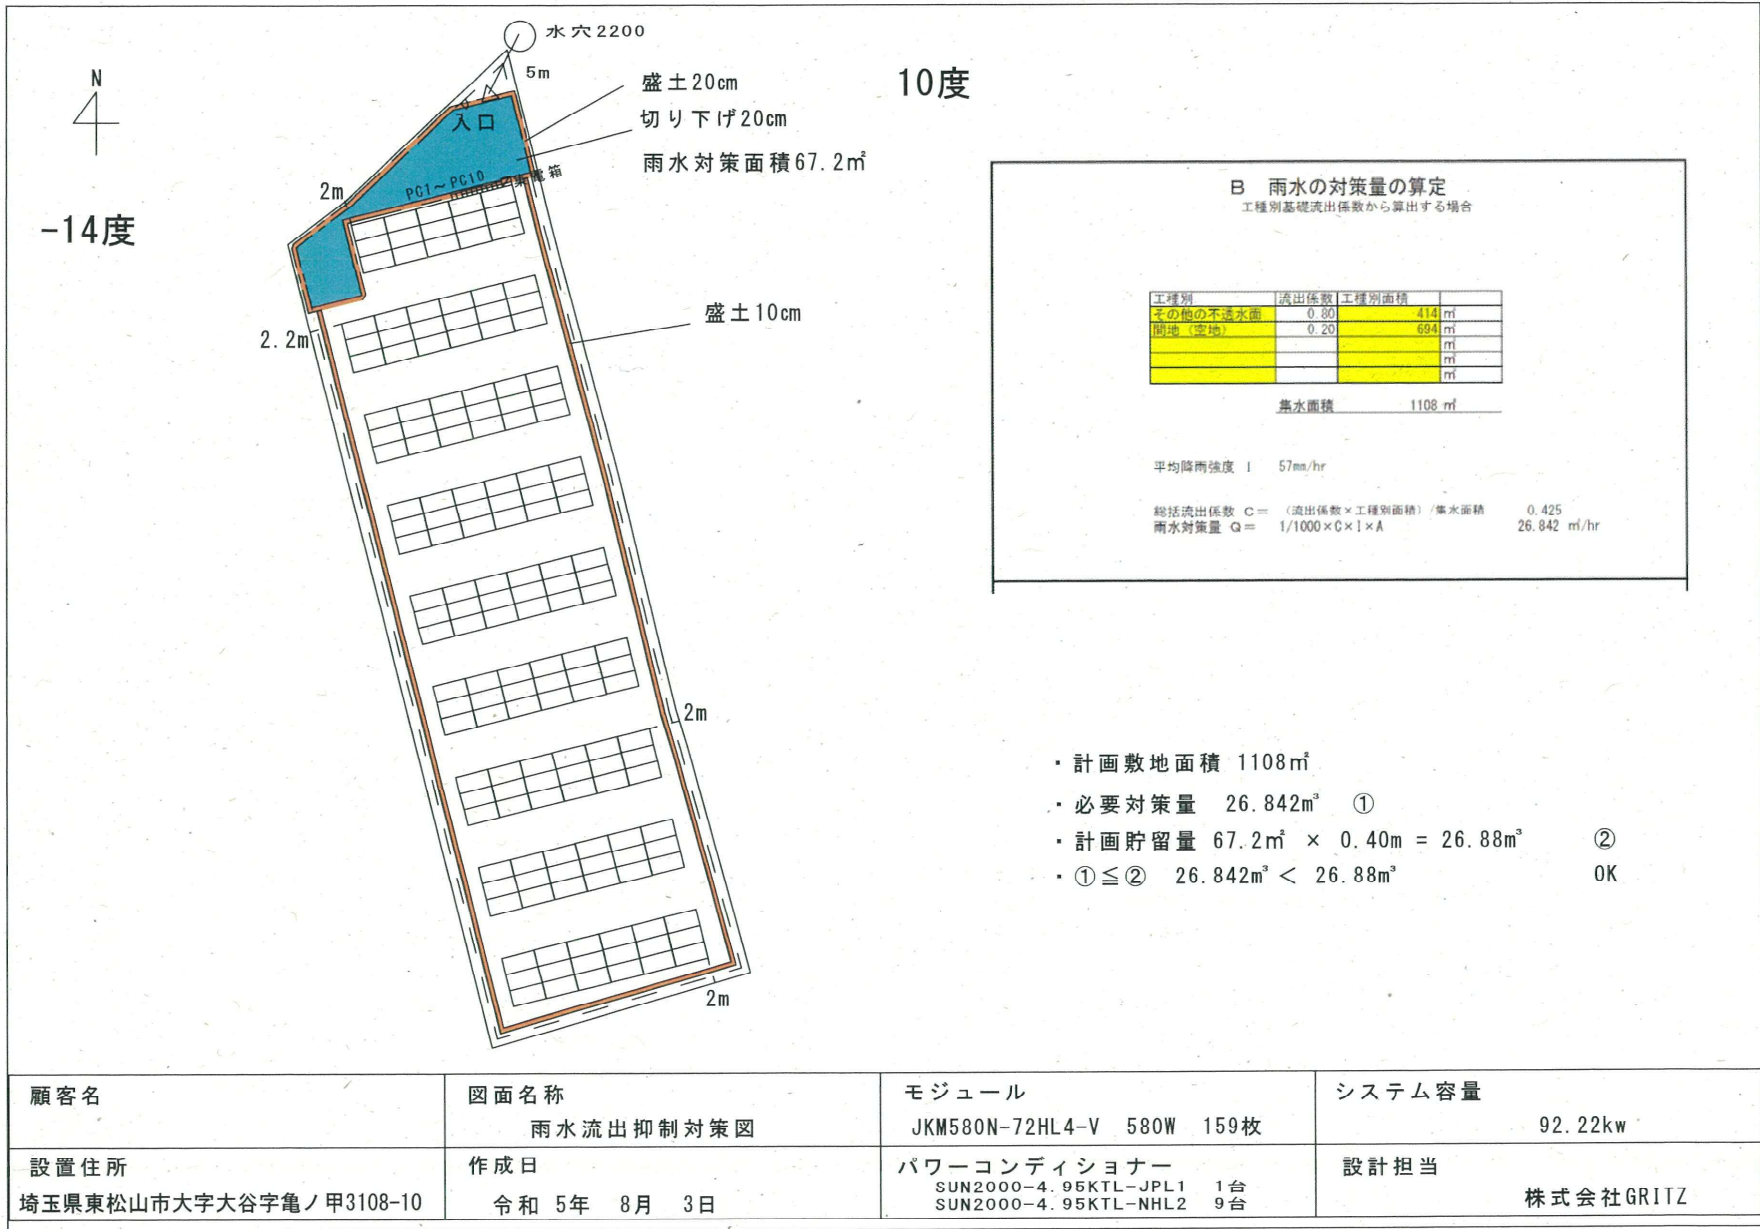 水穴2200
N
5m
盛土20cm
10度
切り下げ20cm
入口
雨水対策面積67.2㎡
2m
PC1～PC10
集電箱
-14度
盛土10cm
2.2m
2m
2m
B 雨水の対策量の算定
工種別基礎流出係数から算出する場合
工種別 流出係数 工種別面積
その他の不透水面 0.80 414 ㎡
間地（空地） 0.20 694 ㎡
㎡
㎡
㎡
集水面積 1108 ㎡
平均降雨強度 I 57mm/hr
総括流出係数 C＝ （流出係数×工種別面積）/集水面積 0.425
雨水対策量 Q＝ 1/1000×C×I×A 26.842 ㎥/hr
・計画敷地面積 1108㎡
・必要対策量 26.842m³ ①
・計画貯留量 67.2㎡ × 0.40m = 26.88m³ ②
・①≦② 26.842m³ < 26.88m³ OK
顧客名
図面名称
雨水流出抑制対策図
モジュール
JKM580N-72HL4-V 580W 159枚
システム容量
92.22kw
設置住所
埼玉県東松山市大字大谷字亀ノ甲3108-10
作成日
令和 5年 8月 3日
パワーコンディショナー
SUN2000-4.95KTL-JPL1 1台
SUN2000-4.95KTL-NHL2 9台
設計担当
株式会社GRITZ